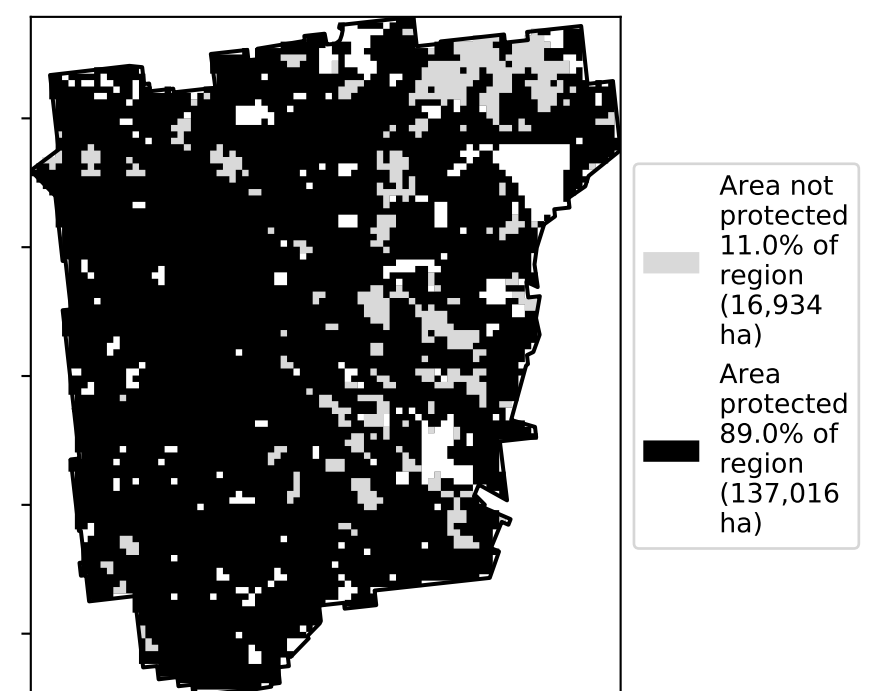 Area not
protected
11.0% of
region
(16,934
ha)
Area
protected
89.0% of
region
(137,016
ha)